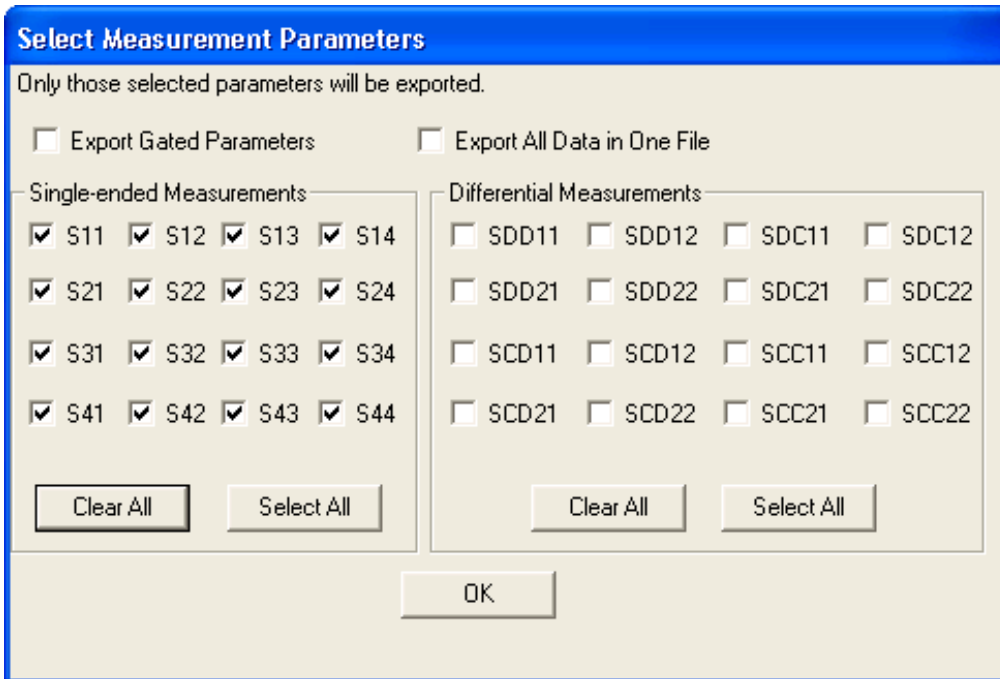 Select Measurement Parameters
Only those selected parameters will be exported.
Export Gated Parameters Export All Data in One File
Single-ended Measurements Differential Measurements
S11 S12 S13 S14 SDD11 SDD12 SDC11 SDC12
S21 S22 S23 S24 SDD21 SDD22 SDC21 SDC22
S31 S32 S33 S34 SCD11 SCD12 SCC11 SCC12
S41 S42 S43 S44 SCD21 SCD22 SCC21 SCC22
Clear All Select All Clear All Select All
OK